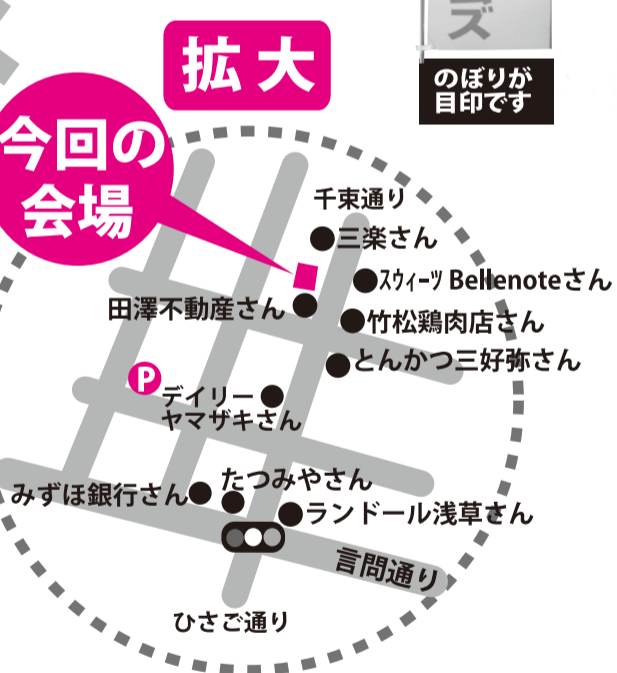 ズ
拡大
のぼりが
目印です
今回の
会場
千束通り
三楽さん
スウィーツ Bellenoteさん
田澤不動産さん
竹松鶏肉店さん
とんかつ三好弥さん
P
デイリー
ヤマザキさん
たつみやさん
みずほ銀行さん
ランドール浅草さん
言問通り
ひさご通り